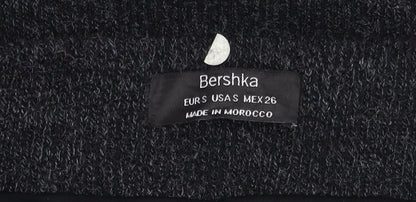 Bershka
EUR S USA S MEX 26
MADE IN MOROCCO